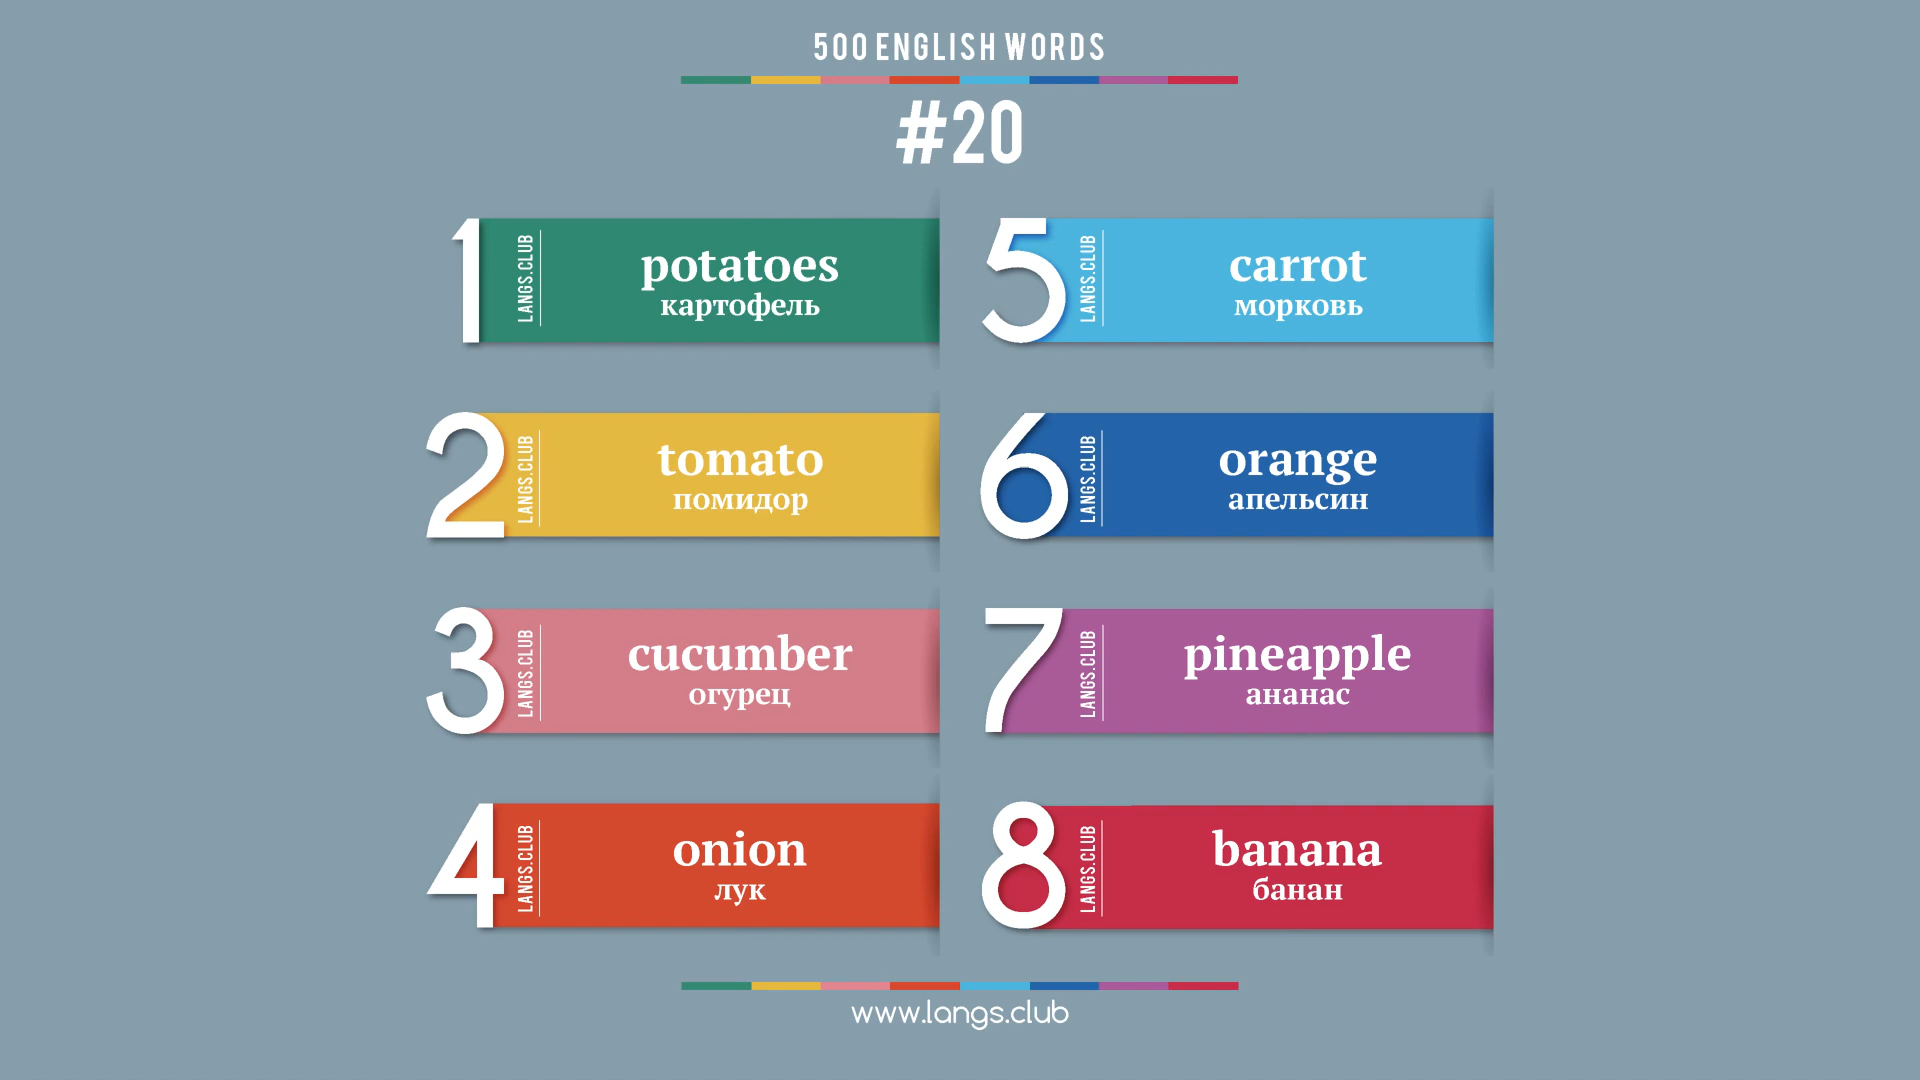 500 ENGLISH WORDS
#20
1
LANGS.CLUB
potatoes
картофель
2
LANGS.CLUB
tomato
помидор
3
LANGS.CLUB
cucumber
огурец
4
LANGS.CLUB
onion
лук
5
LANGS.CLUB
carrot
морковь
6
LANGS.CLUB
orange
апельсин
7
LANGS.CLUB
pineapple
ананас
8
LANGS.CLUB
banana
банан
www.langs.club